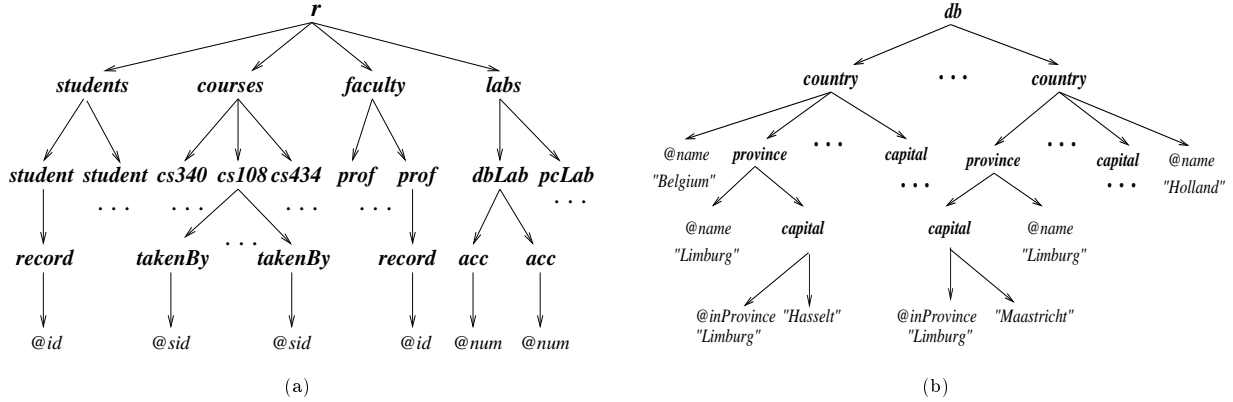 r
students courses faculty labs
student student cs340 cs108 cs434 prof prof dbLab pcLab
. . . . . . . . . . . . . . .
. . .
record takenBy takenBy record acc acc
@id @sid @sid @id @num @num
(a)
db
country . . . country
@name province . . . capital province . . . capital @name
"Belgium" . . . . . . "Holland"
@name capital capital @name
"Limburg" "Limburg"
@inProvince "Hasselt" @inProvince "Maastricht"
"Limburg" "Limburg"
(b)